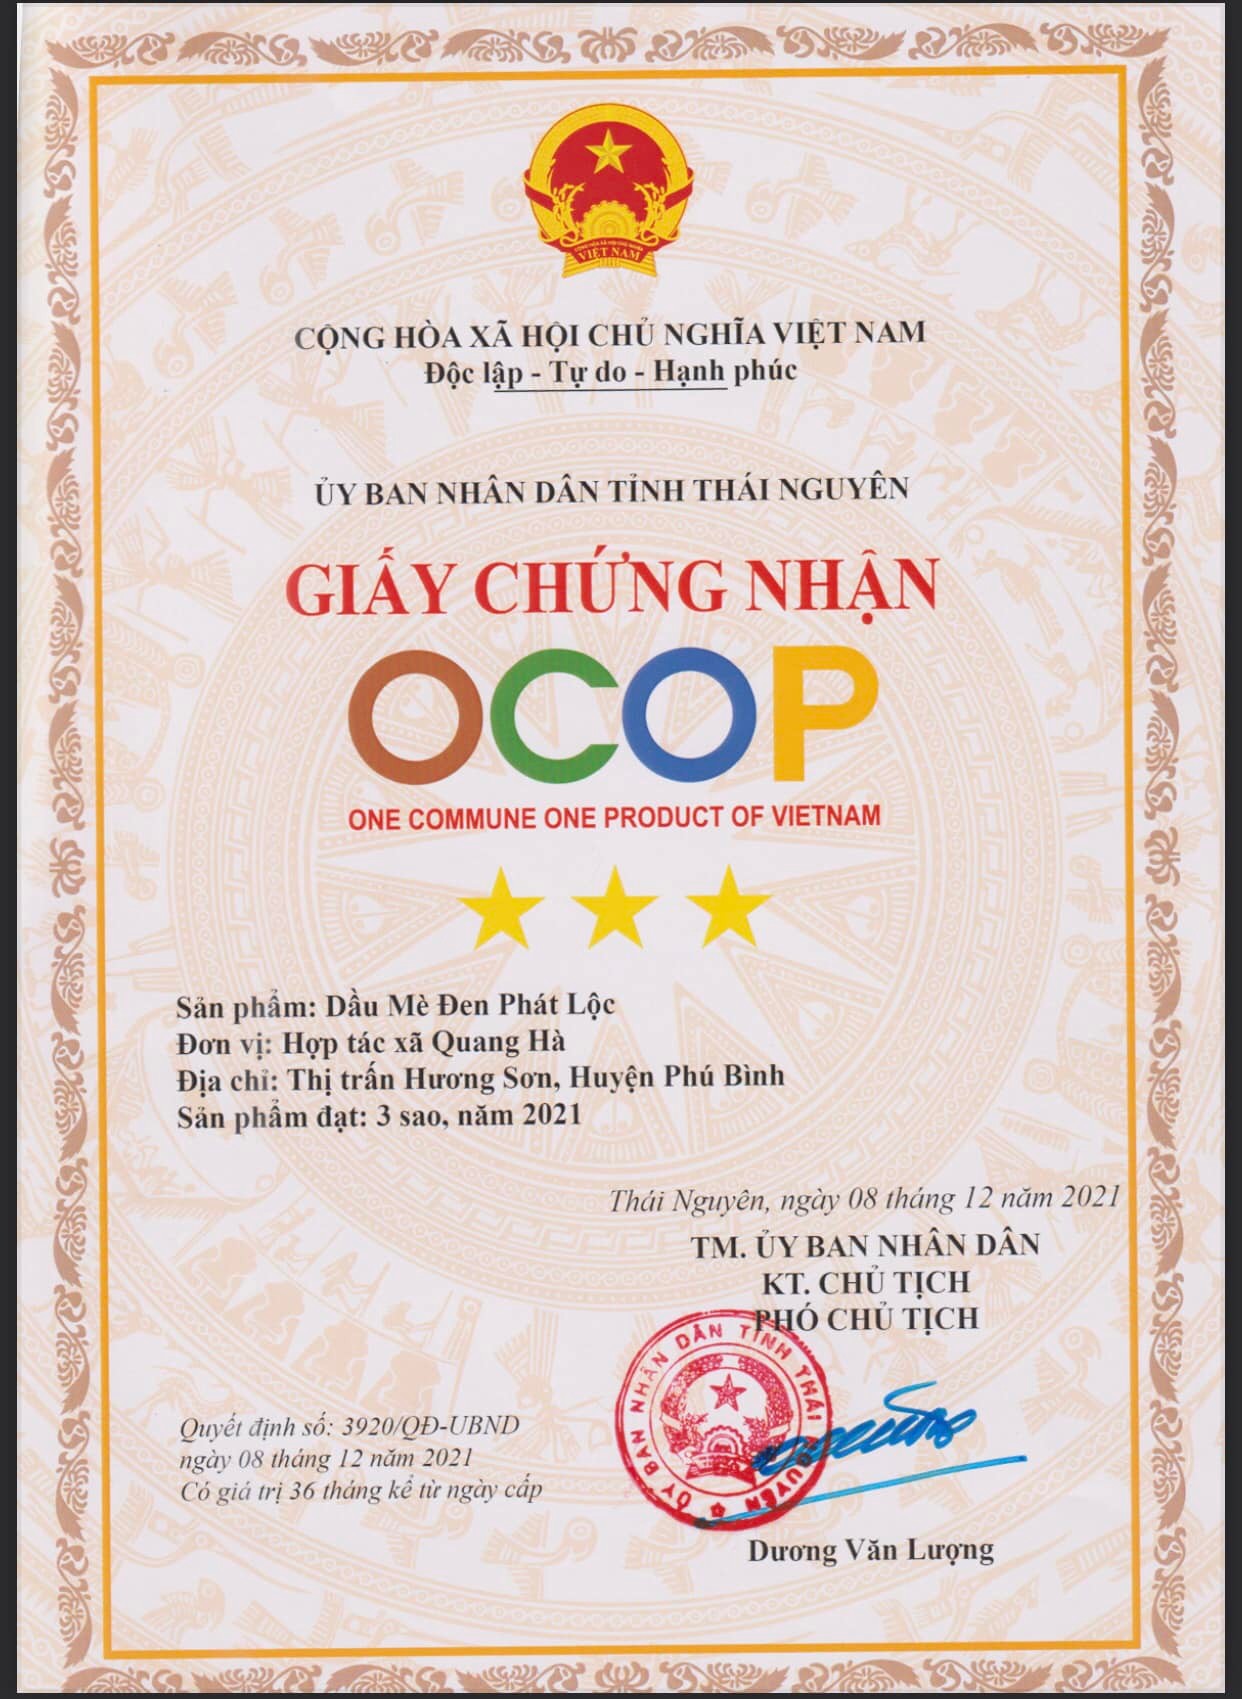 VIỆT NAM
CỘNG HÒA XÃ HỘI CHỦ NGHĨA VIỆT NAM
Độc lập - Tự do - Hạnh phúc
ỦY BAN NHÂN DÂN TỈNH THÁI NGUYÊN
GIẤY CHỨNG NHẬN
OCOP
ONE COMMUNE ONE PRODUCT OF VIETNAM
Sản phẩm: Dầu Mè Đen Phát Lộc
Đơn vị: Hợp tác xã Quang Hà
Địa chỉ: Thị trấn Hương Sơn, Huyện Phú Bình
Sản phẩm đạt: 3 sao, năm 2021
Thái Nguyên, ngày 08 tháng 12 năm 2021
TM. ỦY BAN NHÂN DÂN
KT. CHỦ TỊCH
PHÓ CHỦ TỊCH
ỦY BAN NHÂN DÂN TỈNH THÁI NGUYÊN
Quyết định số: 3920/QĐ-UBND
ngày 08 tháng 12 năm 2021
Có giá trị 36 tháng kể từ ngày cấp
Dương Văn Lượng